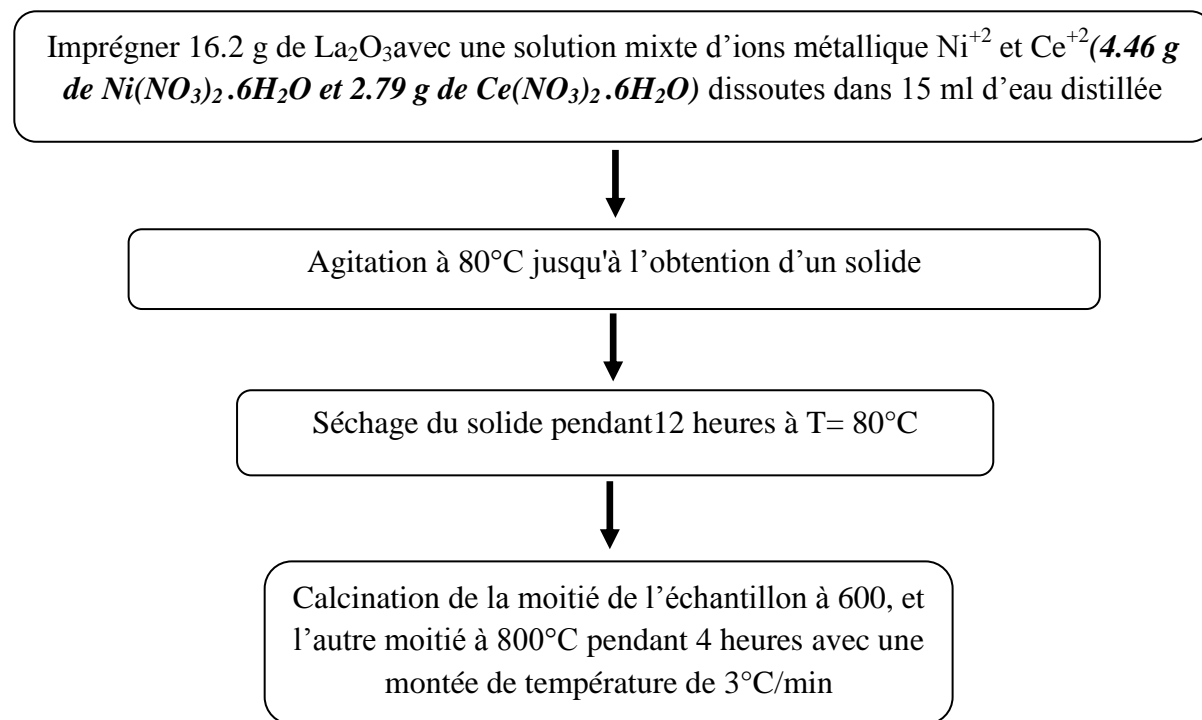 Imprégner 16.2 g de La₂O₃avec une solution mixte d’ions métallique Ni⁺² et Ce⁺²(4.46 g
de Ni(NO₃)₂ .6H₂O et 2.79 g de Ce(NO₃)₂ .6H₂O) dissoutes dans 15 ml d’eau distillée
Agitation à 80°C jusqu'à l’obtention d’un solide
Séchage du solide pendant12 heures à T= 80°C
Calcination de la moitié de l’échantillon à 600, et
l’autre moitié à 800°C pendant 4 heures avec une
montée de température de 3°C/min